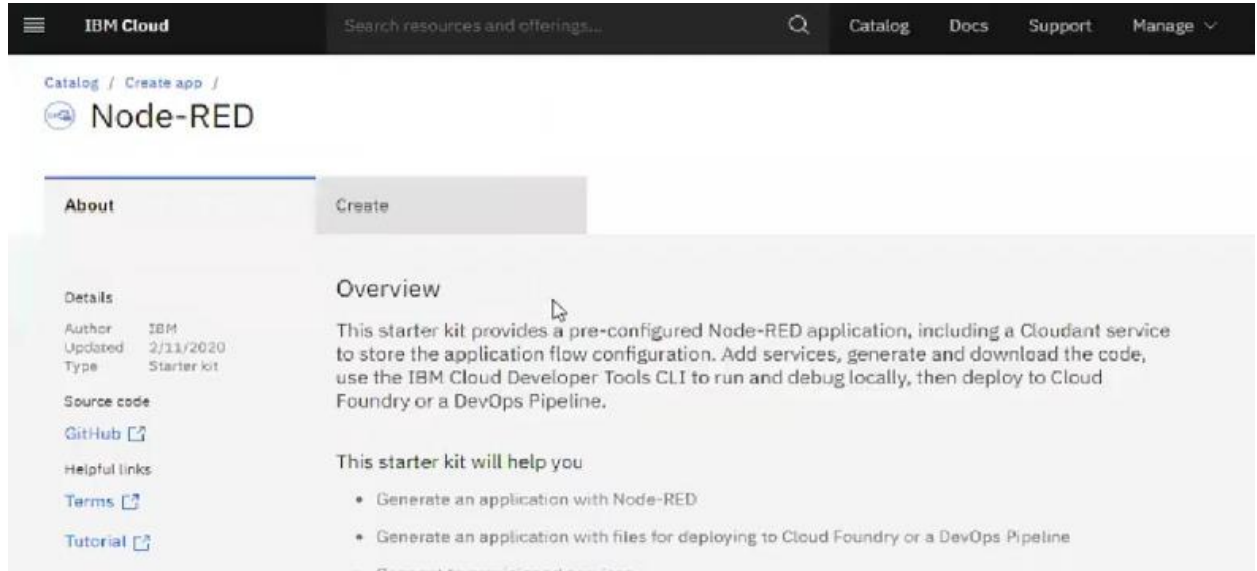 IBM Cloud
Search resources and offerings...
Catalog
Docs
Support
Manage
Catalog / Create app /
Node-RED
About
Create
Details
Author IBM
Updated 2/11/2020
Type Starter kit
Source code
GitHub
Helpful links
Terms
Tutorial
Overview
This starter kit provides a pre-configured Node-RED application, including a Cloudant service
to store the application flow configuration. Add services, generate and download the code,
use the IBM Cloud Developer Tools CLI to run and debug locally, then deploy to Cloud
Foundry or a DevOps Pipeline.
This starter kit will help you
• Generate an application with Node-RED
• Generate an application with files for deploying to Cloud Foundry or a DevOps Pipeline